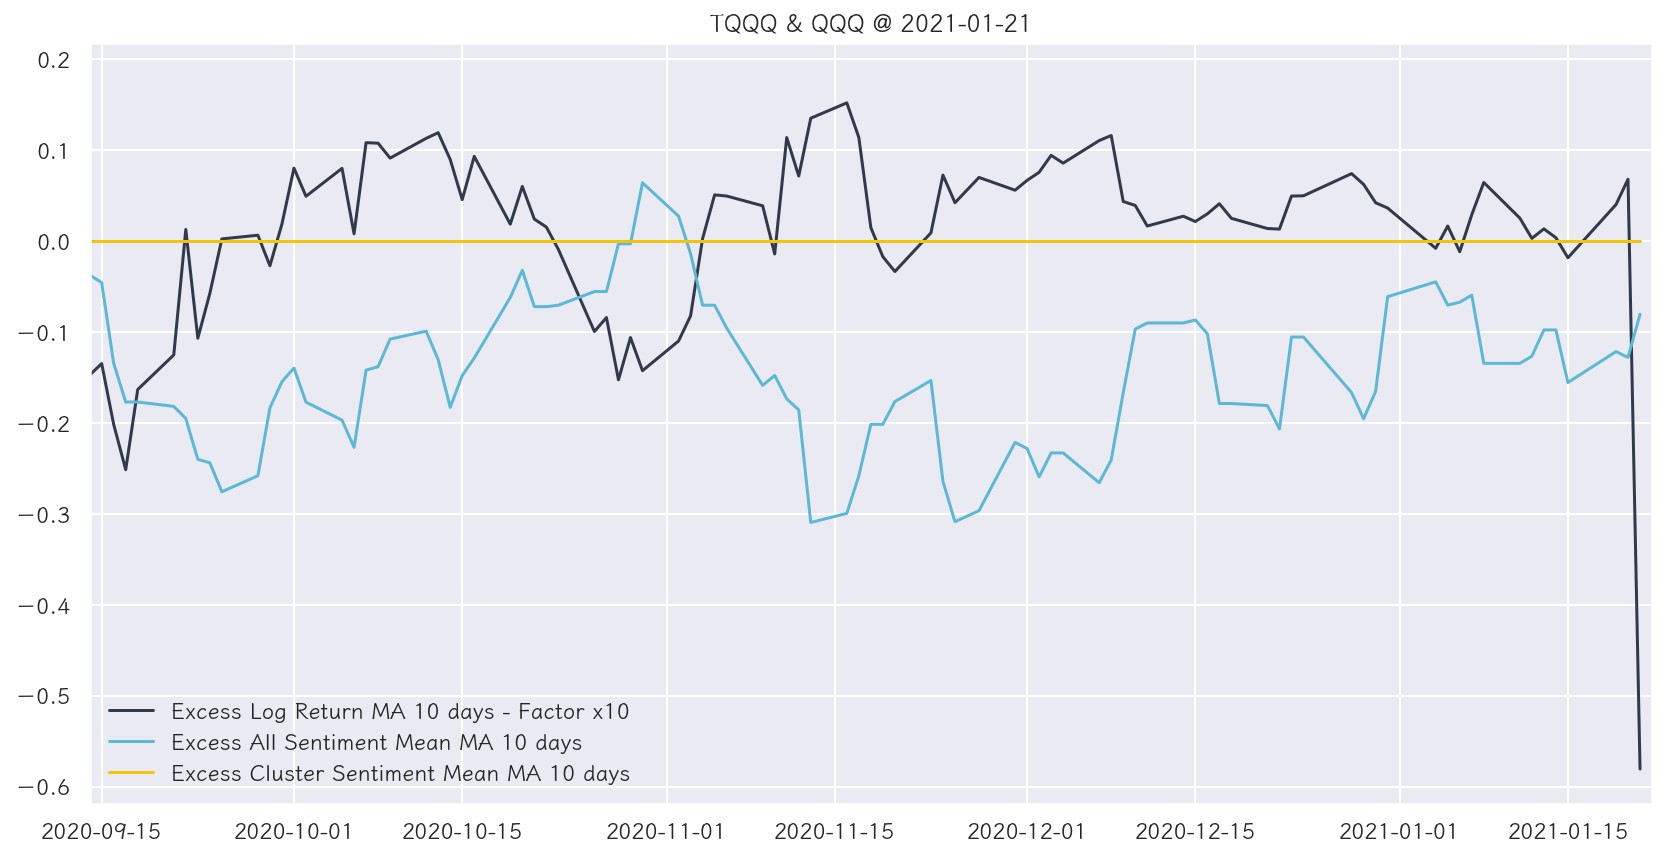 TQQQ & QQQ @ 2021-01-21
0.2
0.1
0.0
−0.1
−0.2
−0.3
−0.4
−0.5
−0.6
Excess Log Return MA 10 days - Factor x10
Excess All Sentiment Mean MA 10 days
Excess Cluster Sentiment Mean MA 10 days
2020-09-15 2020-10-01 2020-10-15 2020-11-01 2020-11-15 2020-12-01 2020-12-15 2021-01-01 2021-01-15